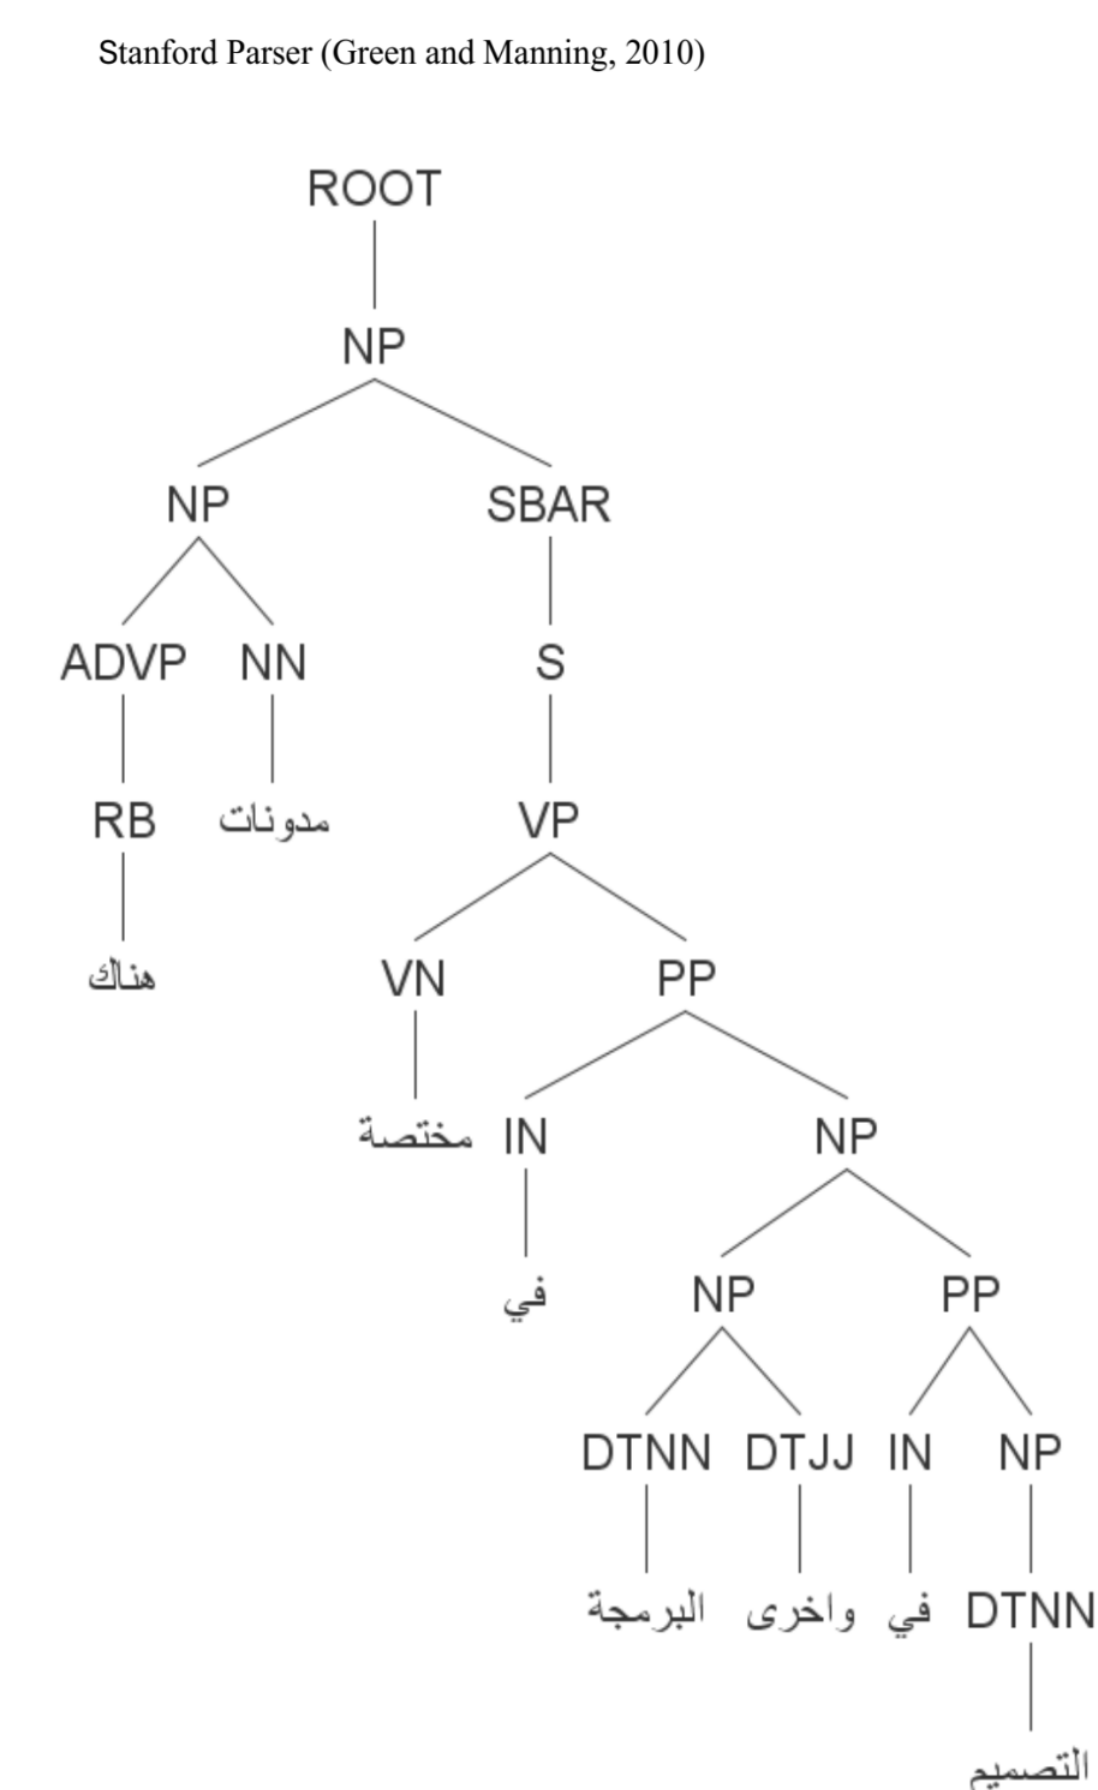 Stanford Parser (Green and Manning, 2010)
ROOT
NP
NP SBAR
ADVP NN S
RB مدونات VP
هناك VN PP
مختصة IN NP
في NP PP
DTNN DTJJ IN NP
البرمجة واخرى في DTNN
التصميم